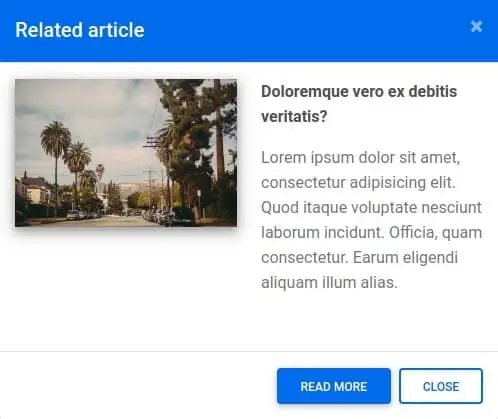 Related article
×
Doloremque vero ex debitis
veritatis?
Lorem ipsum dolor sit amet,
consectetur adipisicing elit.
Quod itaque voluptate nesciunt
laborum incidunt. Officia, quam
consectetur. Earum eligendi
aliquam illum alias.
READ MORE
CLOSE